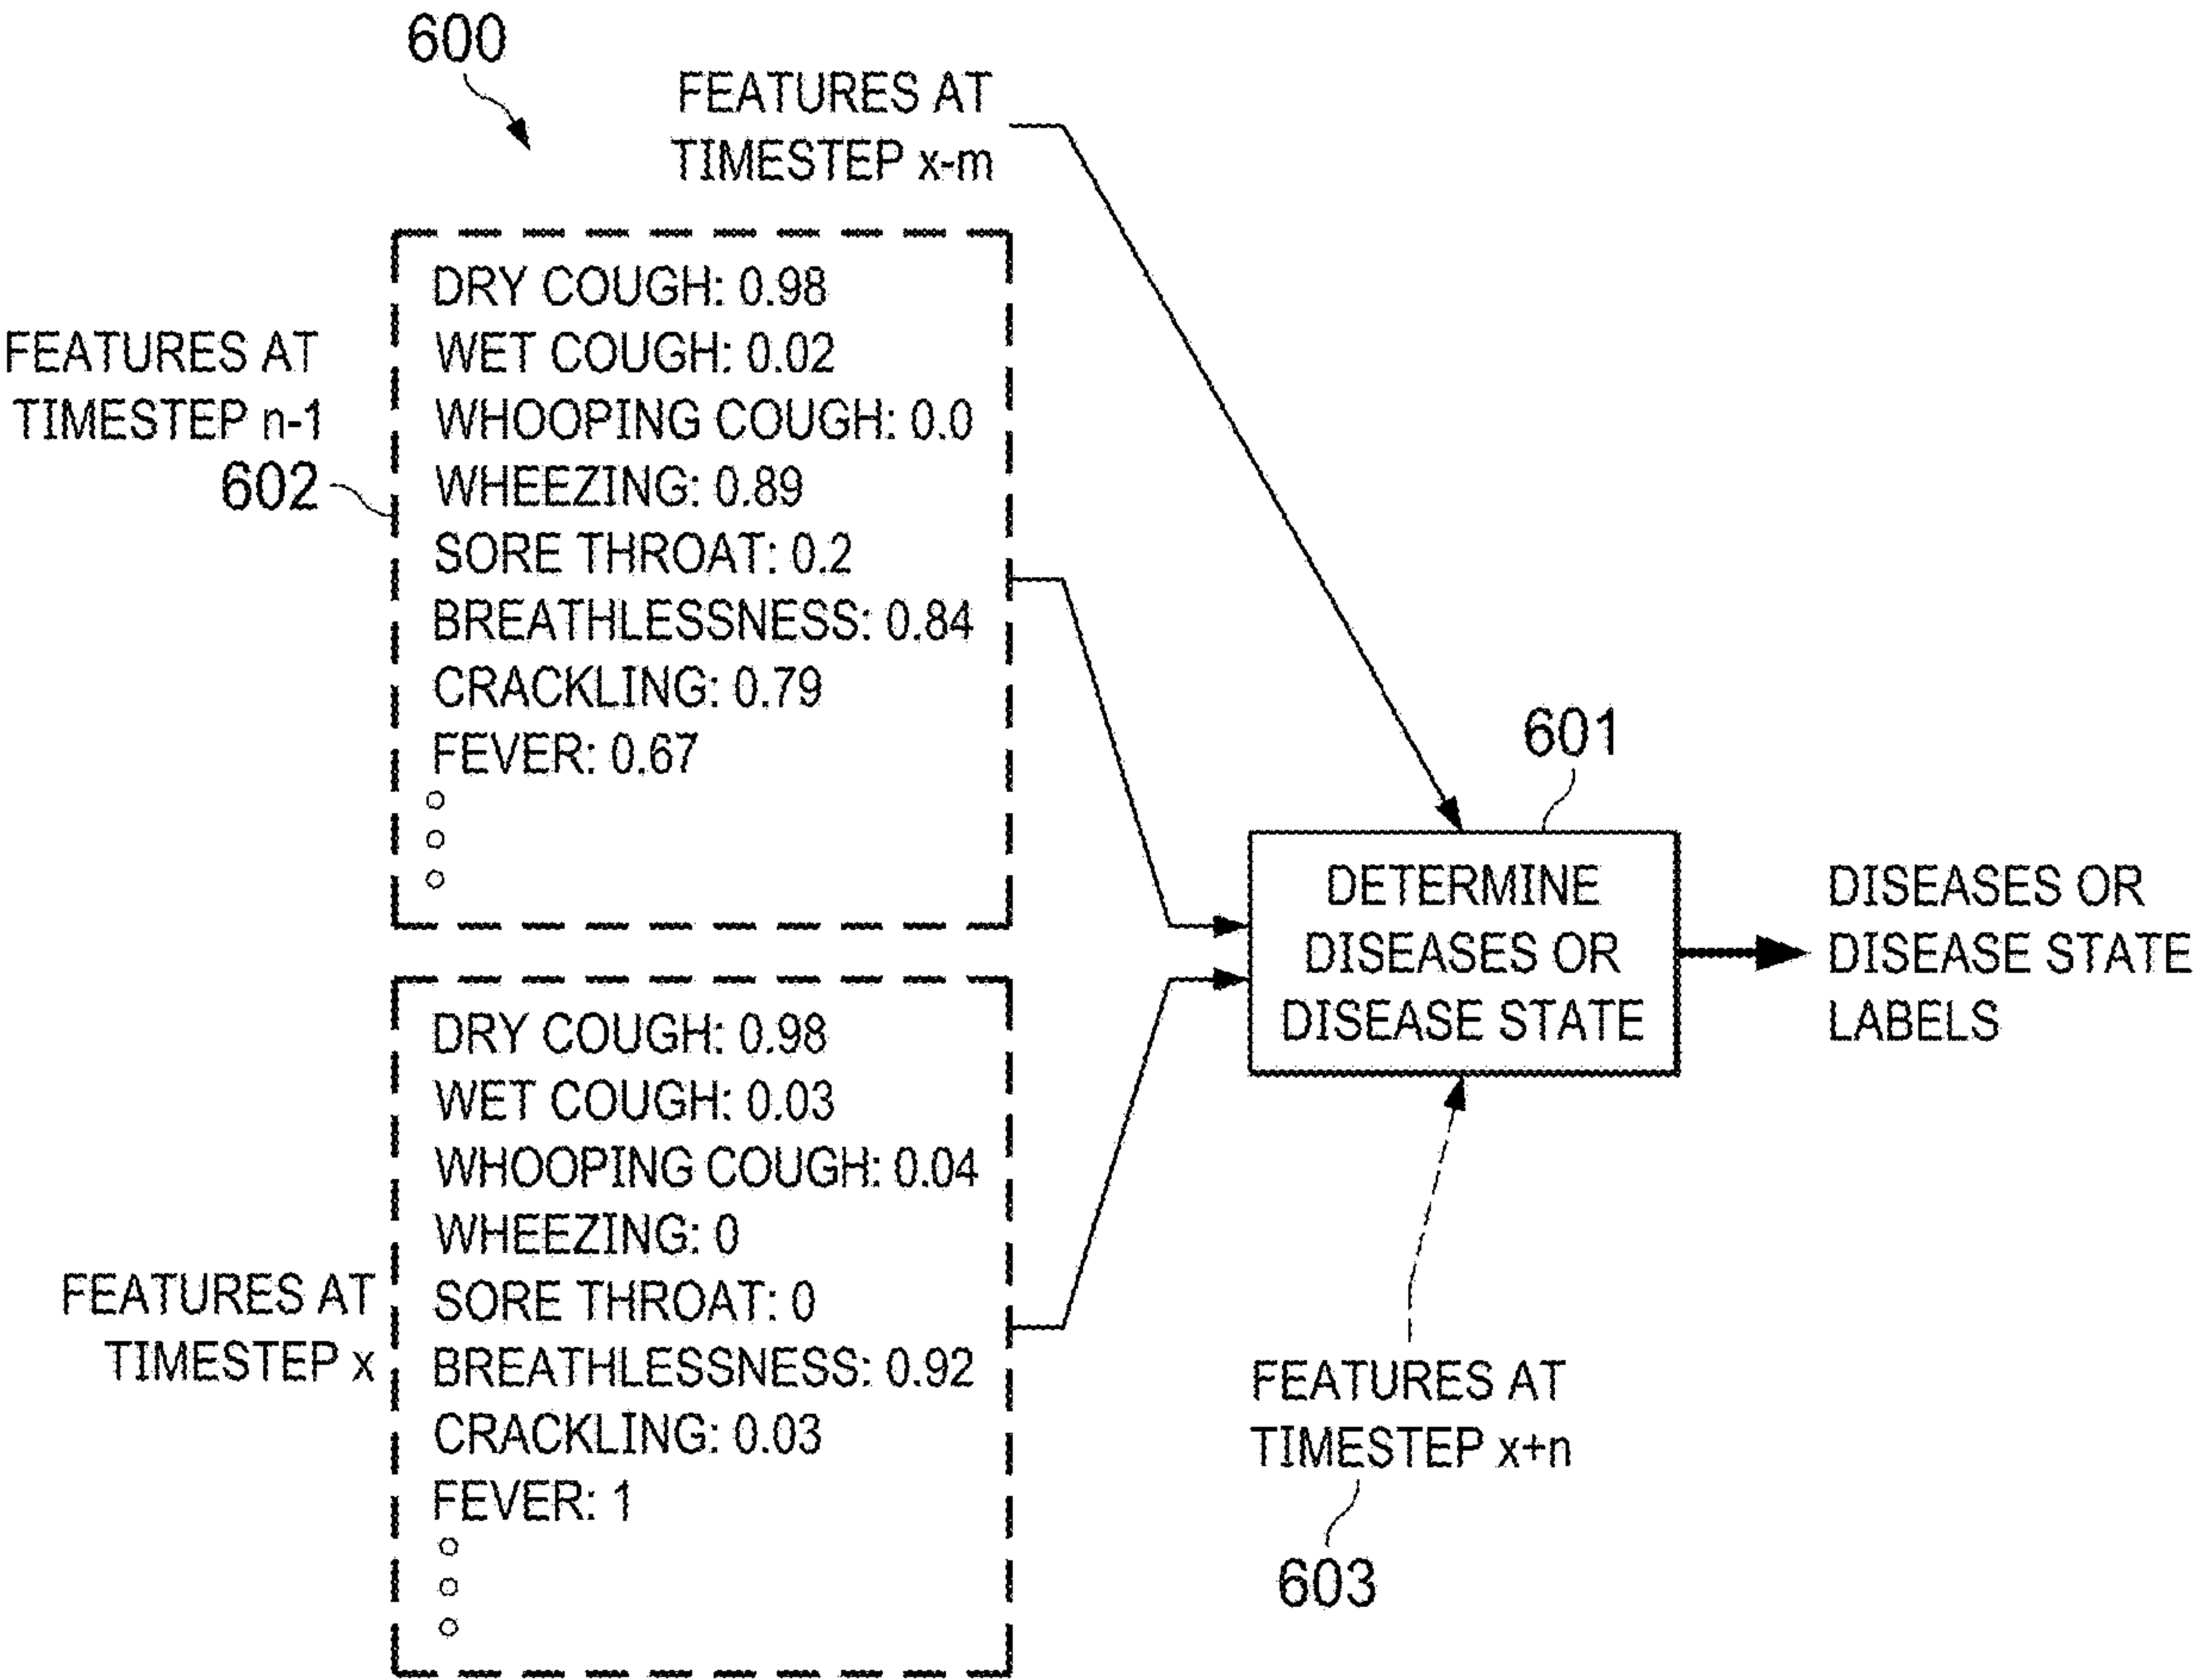 600
FEATURES AT
TIMESTEP x-m
FEATURES AT
TIMESTEP n-1
602
DRY COUGH: 0.98
WET COUGH: 0.02
WHOOPING COUGH: 0.0
WHEEZING: 0.89
SORE THROAT: 0.2
BREATHLESSNESS: 0.84
CRACKLING: 0.79
FEVER: 0.67
601
DETERMINE
DISEASES OR
DISEASE STATE
DISEASES OR
DISEASE STATE
LABELS
FEATURES AT
TIMESTEP x
DRY COUGH: 0.98
WET COUGH: 0.03
WHOOPING COUGH: 0.04
WHEEZING: 0
SORE THROAT: 0
BREATHLESSNESS: 0.92
CRACKLING: 0.03
FEVER: 1
FEATURES AT
TIMESTEP x+n
603